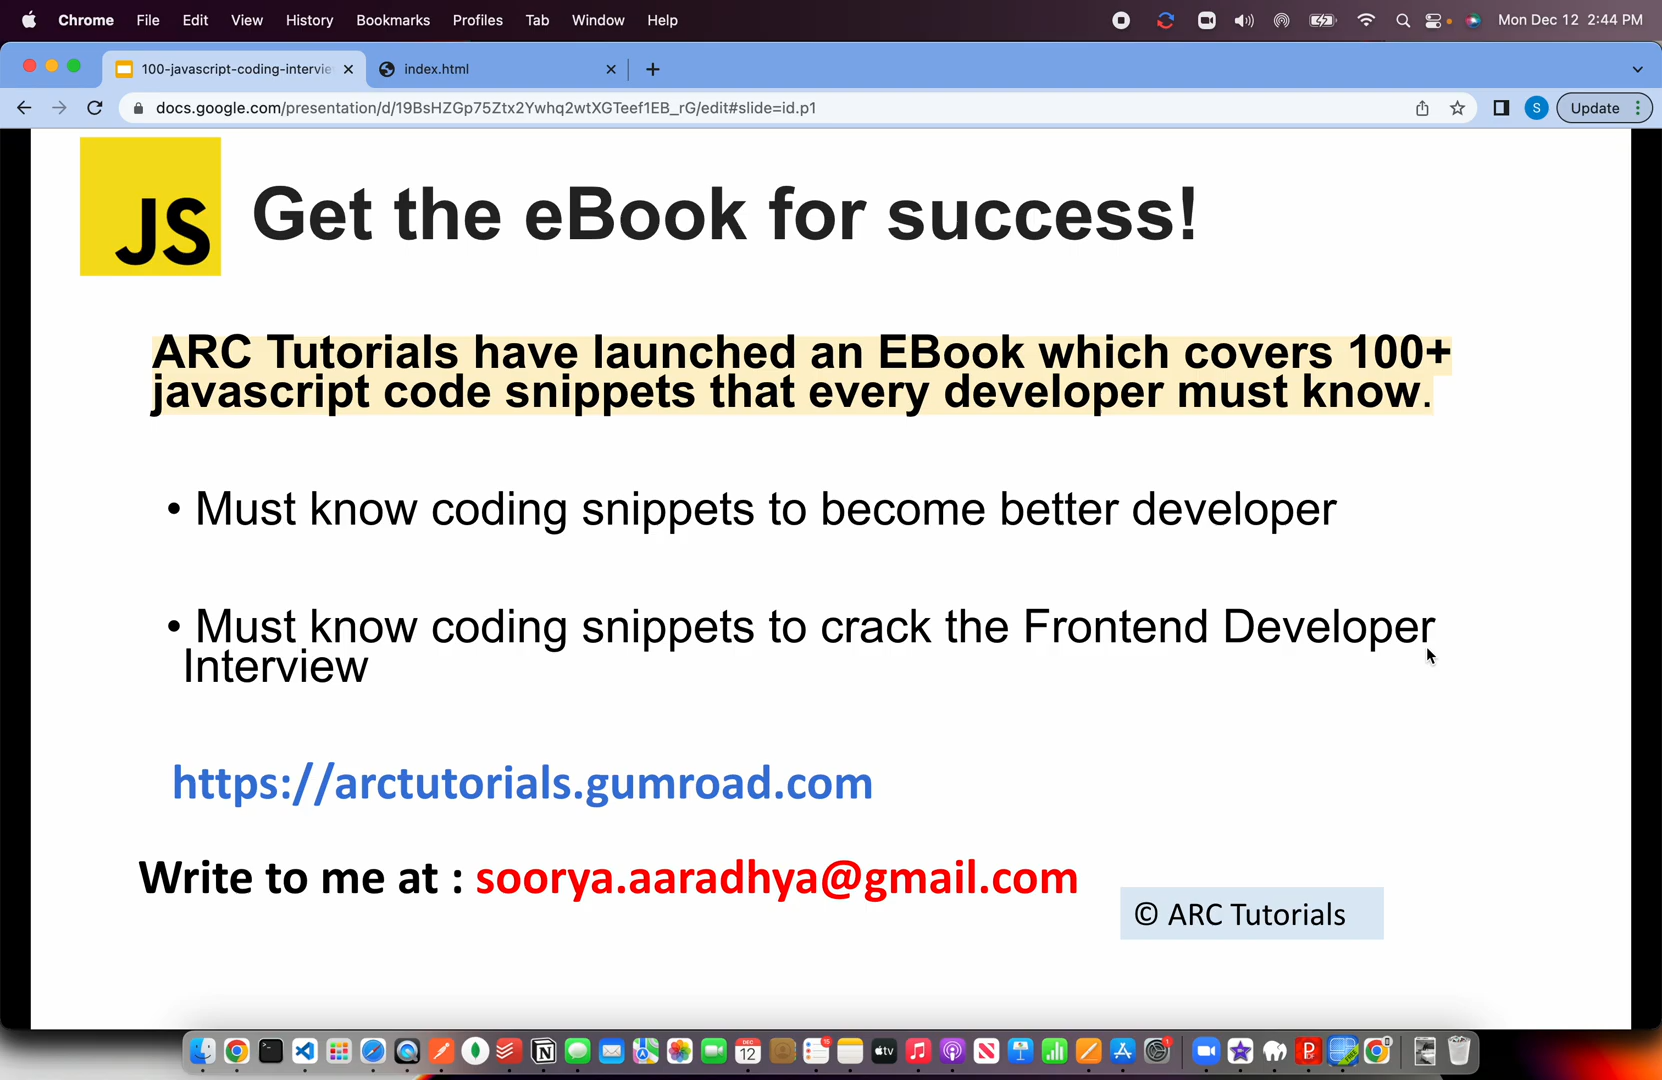 Chrome File Edit View History Bookmarks Profiles Tab Window Help Mon Dec 12 2:44 PM
100-javascript-coding-intervie index.html
docs.google.com/presentation/d/19BsHZGp75Ztx2Ywhq2wtXGTeef1EB_rG/edit#slide=id.p1 S Update
JS
Get the eBook for success!
ARC Tutorials have launched an EBook which covers 100+
javascript code snippets that every developer must know.
• Must know coding snippets to become better developer
• Must know coding snippets to crack the Frontend Developer
Interview
https://arctutorials.gumroad.com
Write to me at : soorya.aaradhya@gmail.com
© ARC Tutorials